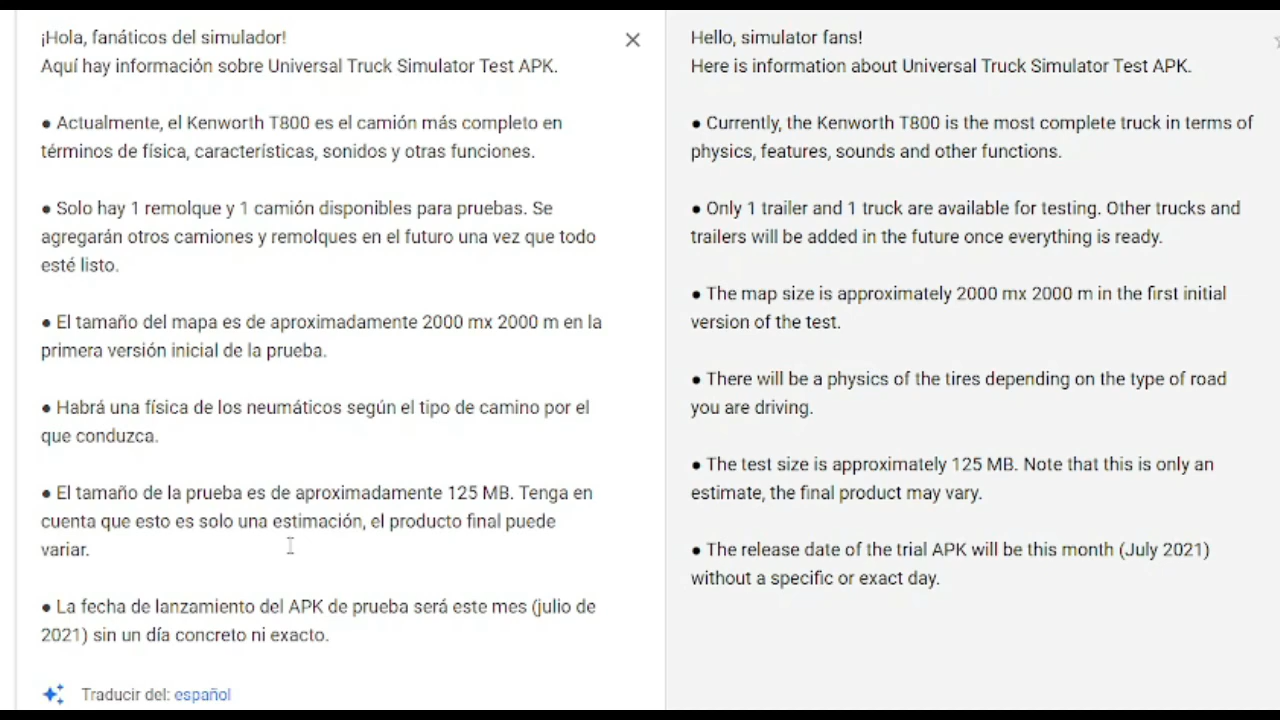 ¡Hola, fanáticos del simulador!
Aquí hay información sobre Universal Truck Simulator Test APK.
● Actualmente, el Kenworth T800 es el camión más completo en
términos de física, características, sonidos y otras funciones.
● Solo hay 1 remolque y 1 camión disponibles para pruebas. Se
agregarán otros camiones y remolques en el futuro una vez que todo
esté listo.
● El tamaño del mapa es de aproximadamente 2000 mx 2000 m en la
primera versión inicial de la prueba.
● Habrá una física de los neumáticos según el tipo de camino por el
que conduzca.
● El tamaño de la prueba es de aproximadamente 125 MB. Tenga en
cuenta que esto es solo una estimación, el producto final puede
variar.
● La fecha de lanzamiento del APK de prueba será este mes (julio de
2021) sin un día concreto ni exacto.
Traducir del: español
Hello, simulator fans!
Here is information about Universal Truck Simulator Test APK.
● Currently, the Kenworth T800 is the most complete truck in terms of
physics, features, sounds and other functions.
● Only 1 trailer and 1 truck are available for testing. Other trucks and
trailers will be added in the future once everything is ready.
● The map size is approximately 2000 mx 2000 m in the first initial
version of the test.
● There will be a physics of the tires depending on the type of road
you are driving.
● The test size is approximately 125 MB. Note that this is only an
estimate, the final product may vary.
● The release date of the trial APK will be this month (July 2021)
without a specific or exact day.